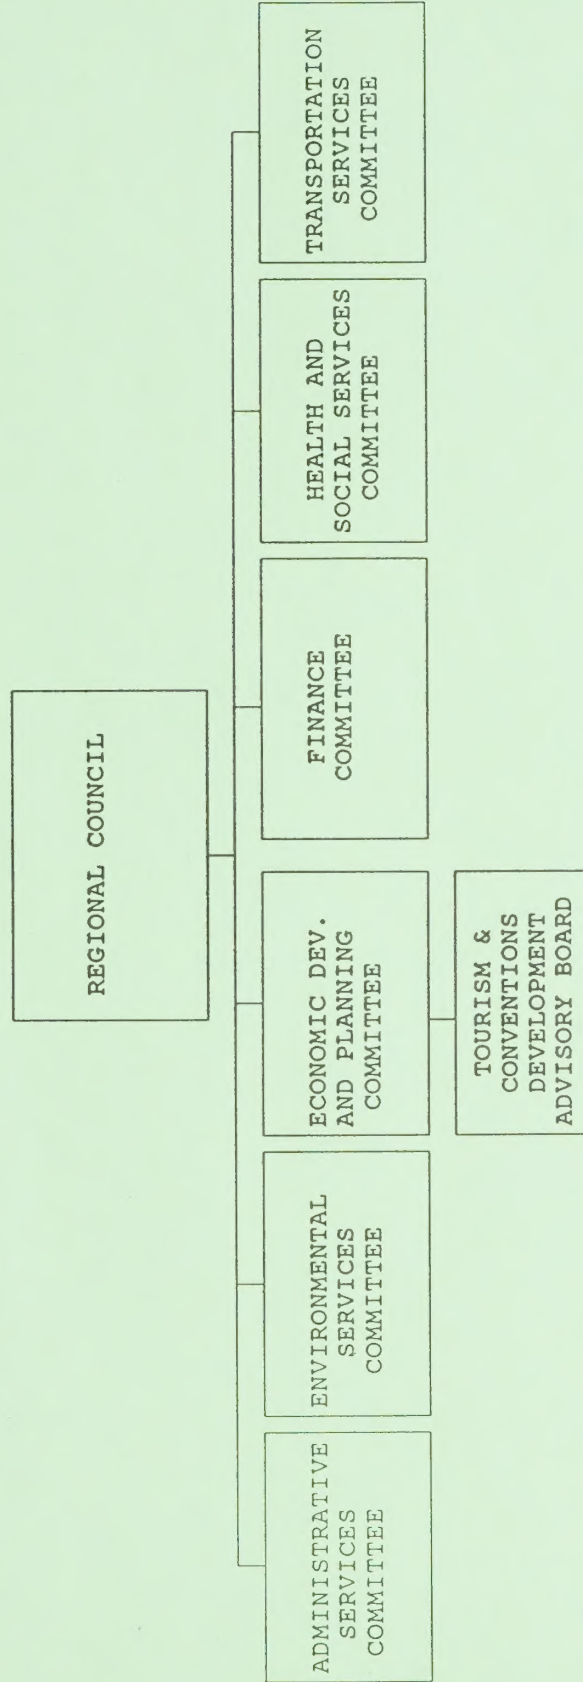 REGIONAL COUNCIL
ADMINISTRATIVE
SERVICES
COMMITTEE
ENVIRONMENTAL
SERVICES
COMMITTEE
ECONOMIC DEV.
AND PLANNING
COMMITTEE
FINANCE
COMMITTEE
HEALTH AND
SOCIAL SERVICES
COMMITTEE
TRANSPORTATION
SERVICES
COMMITTEE
TOURISM &
CONVENTIONS
DEVELOPMENT
ADVISORY BOARD